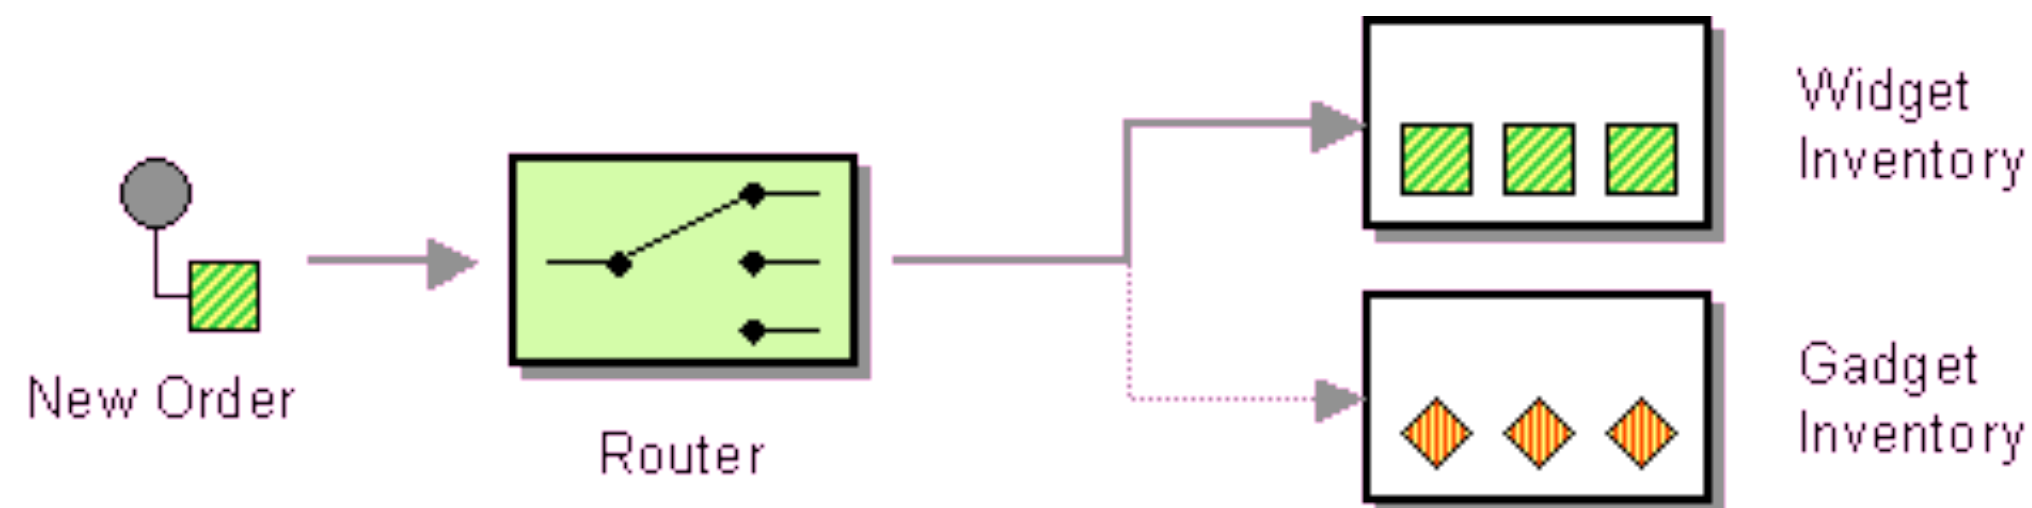 New Order
Router
Widget
Inventory
Gadget
Inventory